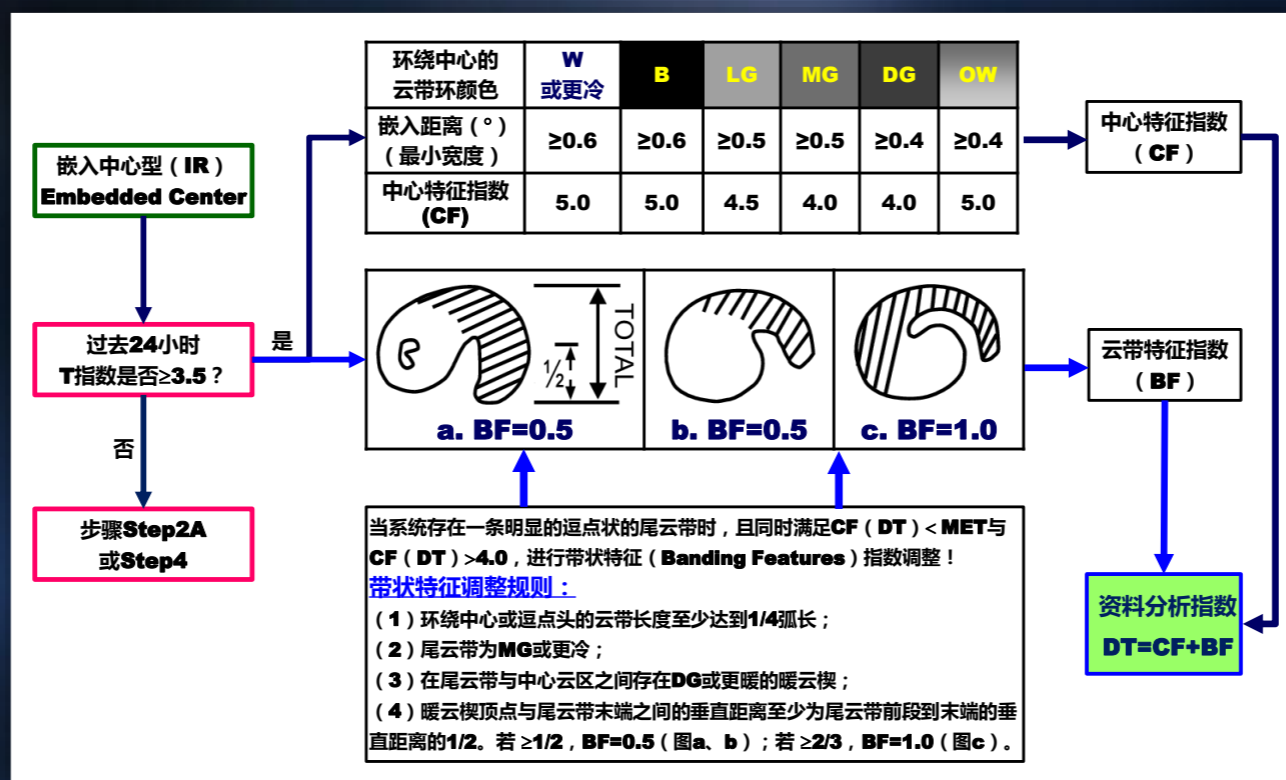 嵌入中心型（IR）
Embedded Center
过去24小时
T指数是否≥3.5？
是
否
步骤Step2A
或Step4
环绕中心的
云带环颜色
W
或更冷
B
LG
MG
DG
OW
嵌入距离（°）
（最小宽度）
≥0.6
≥0.6
≥0.5
≥0.5
≥0.4
≥0.4
中心特征指数
(CF)
5.0
5.0
4.5
4.0
4.0
5.0
中心特征指数
（CF）
TOTAL
½
a. BF=0.5
b. BF=0.5
c. BF=1.0
云带特征指数
（BF）
当系统存在一条明显的逗点状的尾云带时，且同时满足CF（DT）< MET与
CF（DT）>4.0，进行带状特征（Banding Features）指数调整！
带状特征调整规则：
（1）环绕中心或逗点头的云带长度至少达到1/4弧长；
（2）尾云带为MG或更冷；
（3）在尾云带与中心云区之间存在DG或更暖的暖云楔；
（4）暖云楔顶点与尾云带末端之间的垂直距离至少为尾云带前段到末端的垂
直距离的1/2。若 ≥1/2，BF=0.5（图a、b）；若 ≥2/3，BF=1.0（图c）。
资料分析指数
DT=CF+BF